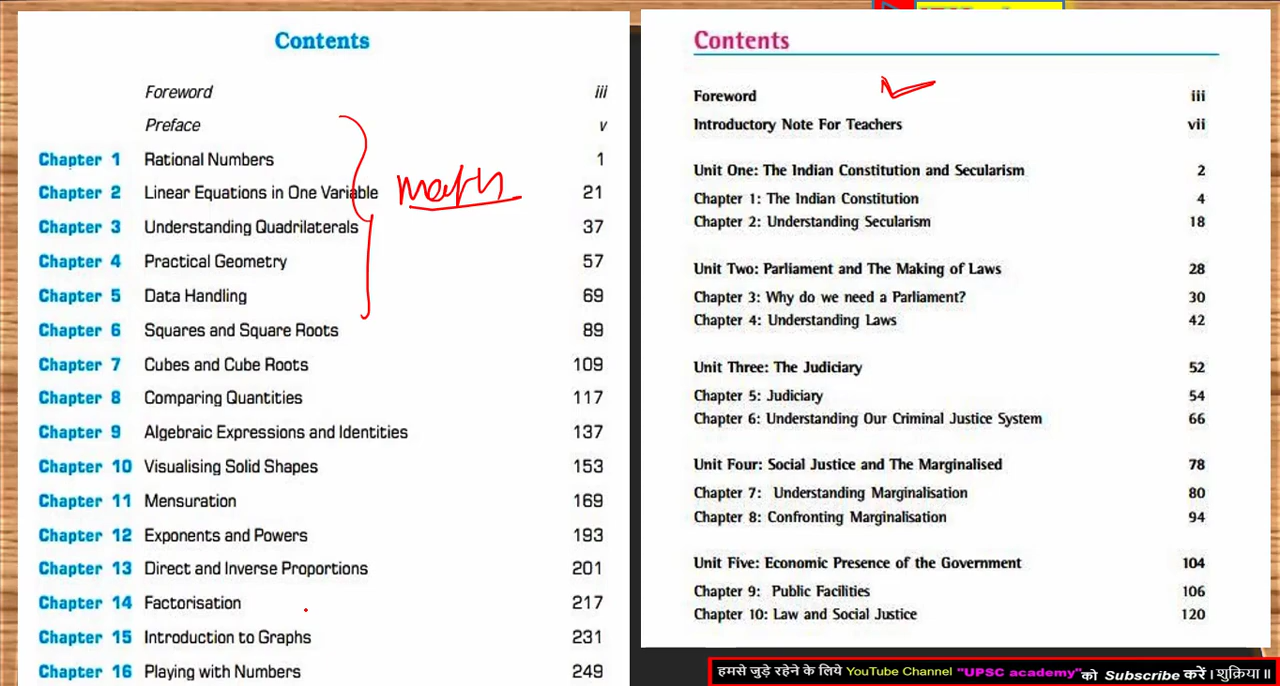 Contents
Foreword iii
Preface v
Chapter 1 Rational Numbers 1
Chapter 2 Linear Equations in One Variable 21
Chapter 3 Understanding Quadrilaterals 37
Chapter 4 Practical Geometry 57
Chapter 5 Data Handling 69
Chapter 6 Squares and Square Roots 89
Chapter 7 Cubes and Cube Roots 109
Chapter 8 Comparing Quantities 117
Chapter 9 Algebraic Expressions and Identities 137
Chapter 10 Visualising Solid Shapes 153
Chapter 11 Mensuration 169
Chapter 12 Exponents and Powers 193
Chapter 13 Direct and Inverse Proportions 201
Chapter 14 Factorisation 217
Chapter 15 Introduction to Graphs 231
Chapter 16 Playing with Numbers 249
math
Contents
Foreword iii
Introductory Note For Teachers vii
Unit One: The Indian Constitution and Secularism 2
Chapter 1: The Indian Constitution 4
Chapter 2: Understanding Secularism 18
Unit Two: Parliament and The Making of Laws 28
Chapter 3: Why do we need a Parliament? 30
Chapter 4: Understanding Laws 42
Unit Three: The Judiciary 52
Chapter 5: Judiciary 54
Chapter 6: Understanding Our Criminal Justice System 66
Unit Four: Social Justice and The Marginalised 78
Chapter 7: Understanding Marginalisation 80
Chapter 8: Confronting Marginalisation 94
Unit Five: Economic Presence of the Government 104
Chapter 9: Public Facilities 106
Chapter 10: Law and Social Justice 120
हमसे जुड़े रहेने के लिये YouTube Channel "UPSC academy" को Subscribe करें। शुक्रिया॥